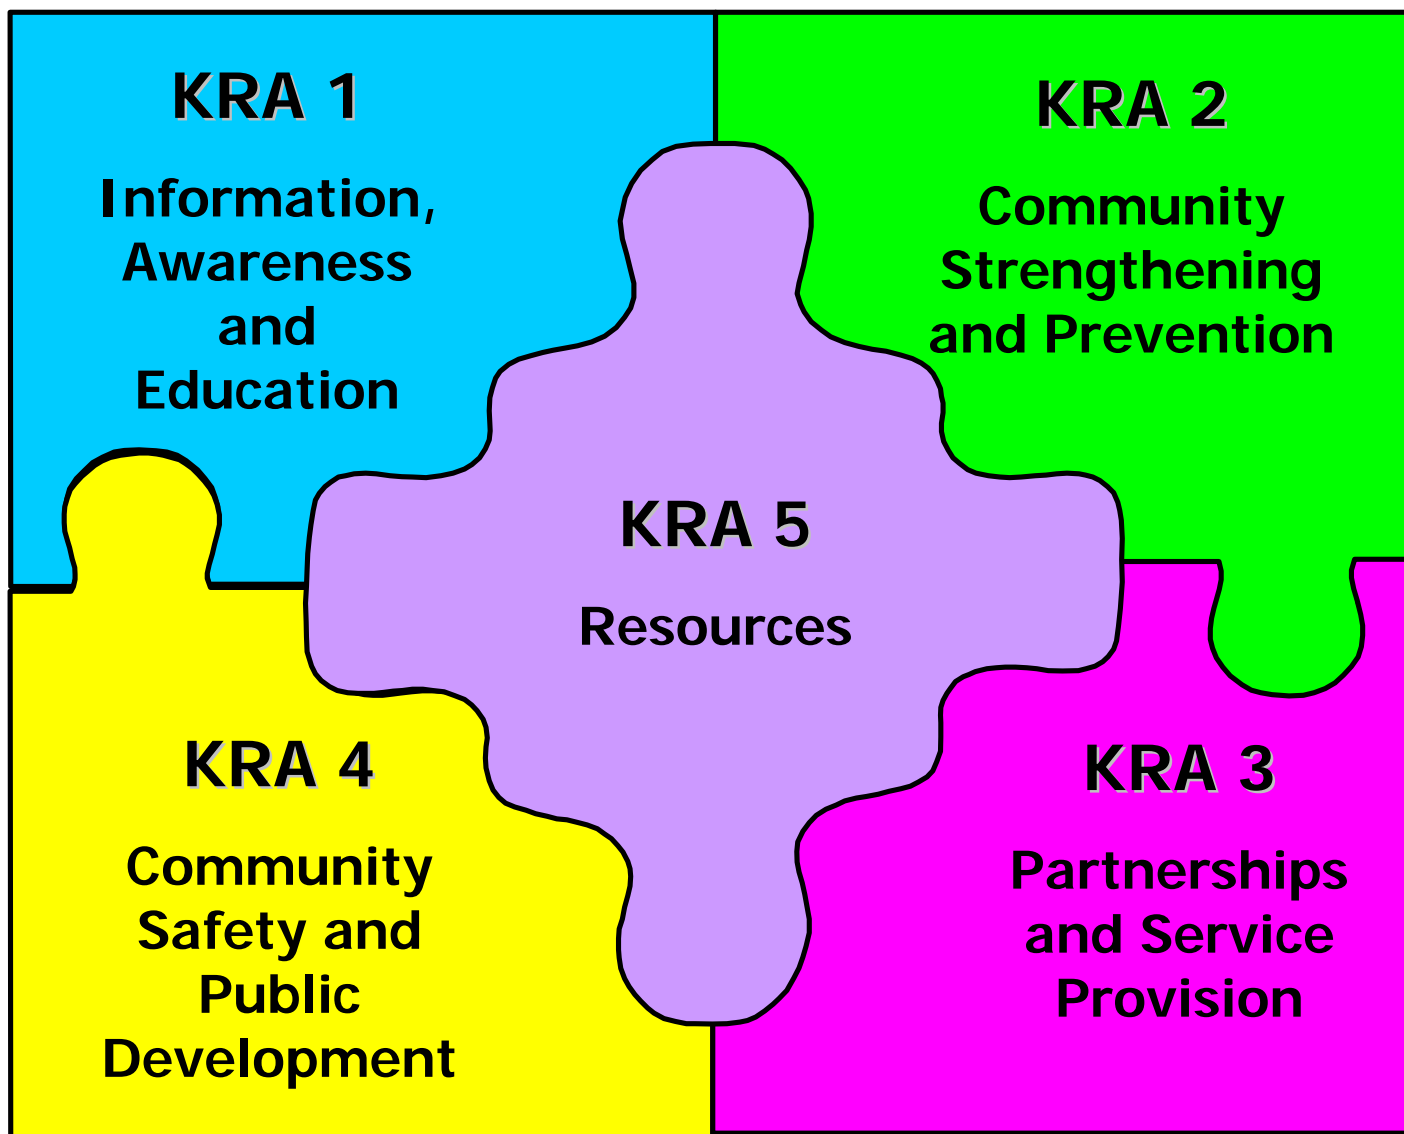 KRA 1
Information,
Awareness
and
Education
KRA 2
Community
Strengthening
and Prevention
KRA 5
Resources
KRA 4
Community
Safety and
Public
Development
KRA 3
Partnerships
and Service
Provision